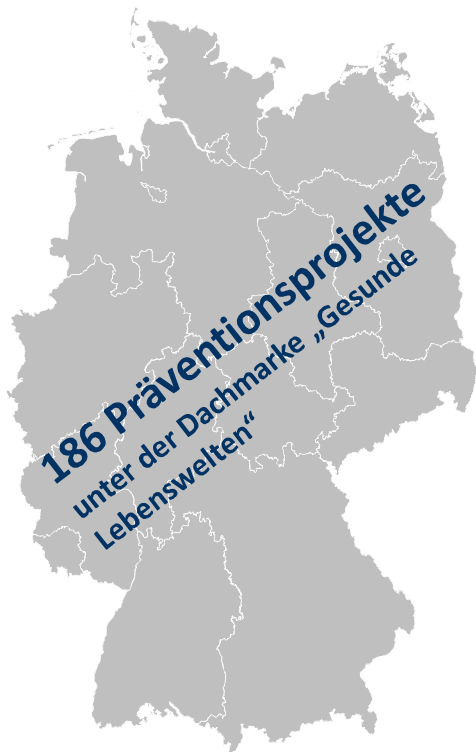 186 Präventionsprojekte
unter der Dachmarke „Gesunde
Lebenswelten“